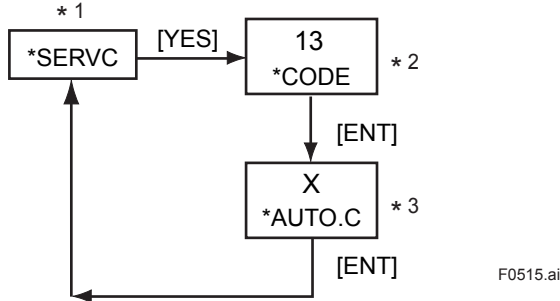 * 1
*SERVC
[YES]
13
*CODE
* 2
[ENT]
X
*AUTO.C
* 3
[ENT]
F0515.ai